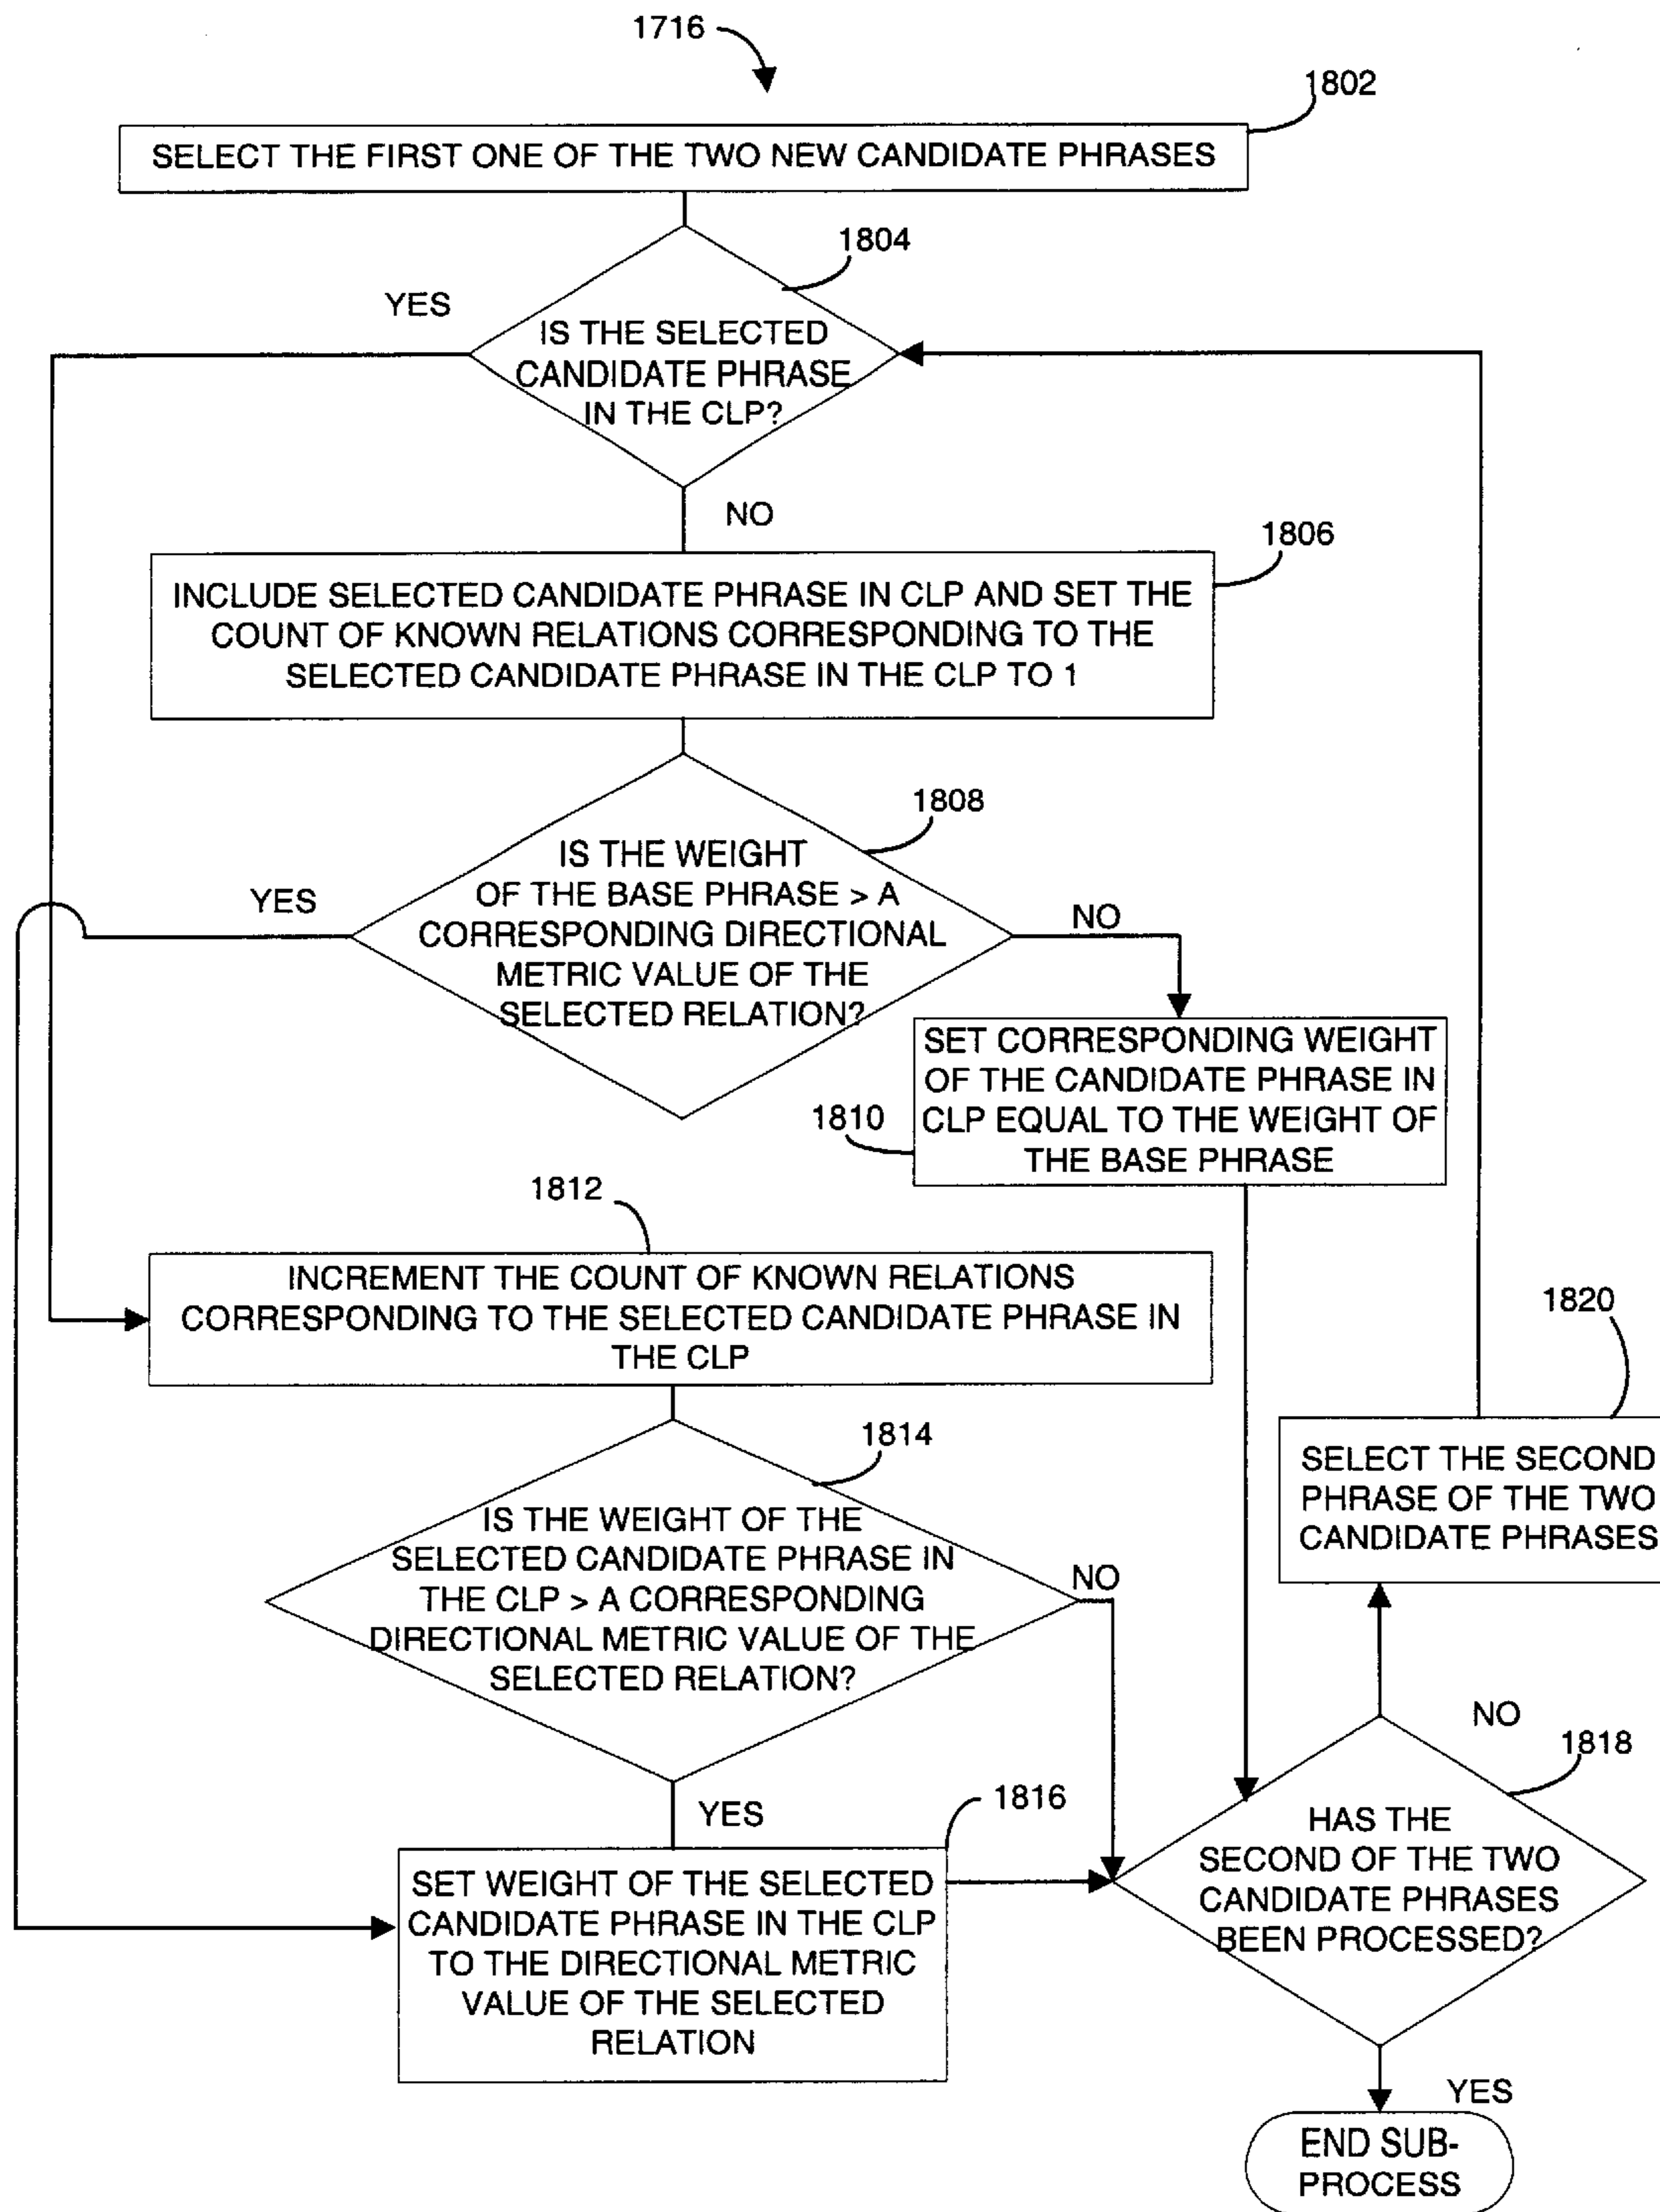 1716
1802
SELECT THE FIRST ONE OF THE TWO NEW CANDIDATE PHRASES
1804
YES
IS THE SELECTED
CANDIDATE PHRASE
IN THE CLP?
NO
1806
INCLUDE SELECTED CANDIDATE PHRASE IN CLP AND SET THE
COUNT OF KNOWN RELATIONS CORRESPONDING TO THE
SELECTED CANDIDATE PHRASE IN THE CLP TO 1
1808
YES
IS THE WEIGHT
OF THE BASE PHRASE > A
CORRESPONDING DIRECTIONAL
METRIC VALUE OF THE
SELECTED RELATION?
NO
SET CORRESPONDING WEIGHT
OF THE CANDIDATE PHRASE IN
CLP EQUAL TO THE WEIGHT OF
THE BASE PHRASE
1810
1812
INCREMENT THE COUNT OF KNOWN RELATIONS
CORRESPONDING TO THE SELECTED CANDIDATE PHRASE IN
THE CLP
1820
SELECT THE SECOND
PHRASE OF THE TWO
CANDIDATE PHRASES
1814
IS THE WEIGHT OF THE
SELECTED CANDIDATE PHRASE IN
THE CLP > A CORRESPONDING
DIRECTIONAL METRIC VALUE OF THE
SELECTED RELATION?
NO
YES
1816
SET WEIGHT OF THE SELECTED
CANDIDATE PHRASE IN THE CLP
TO THE DIRECTIONAL METRIC
VALUE OF THE SELECTED
RELATION
NO
1818
HAS THE
SECOND OF THE TWO
CANDIDATE PHRASES
BEEN PROCESSED?
YES
END SUB-
PROCESS